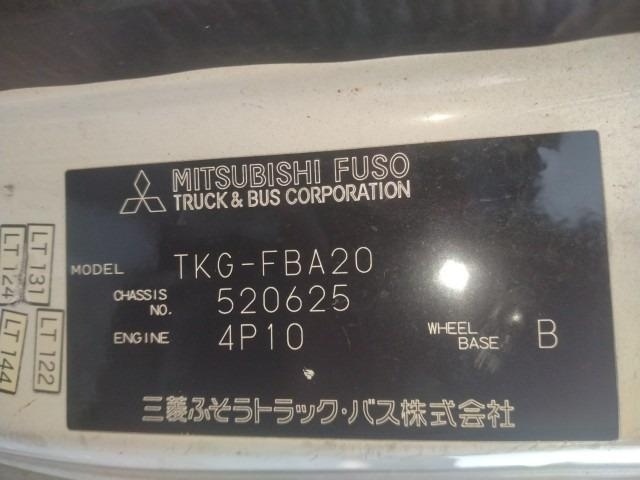 MITSUBISHI FUSO
TRUCK & BUS CORPORATION
MODEL TKG-FBA20
CHASSIS NO. 520625
ENGINE 4P10 WHEEL BASE B
三菱ふそうトラック・バス株式会社
LT 131
LT 124
LT 122
LT 144